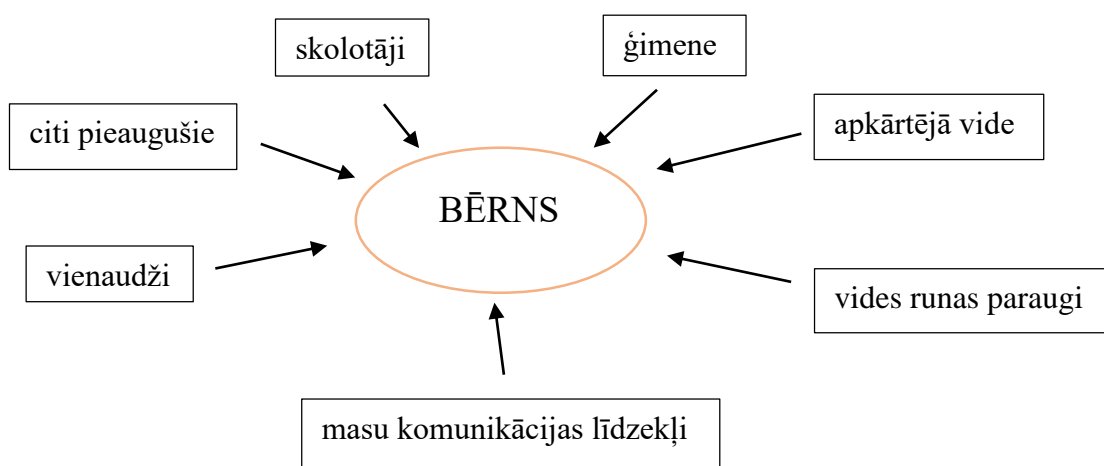 skolotāji
ģimene
citi pieaugušie
apkārtējā vide
BĒRNS
vienaudži
vides runas paraugi
masu komunikācijas līdzekļi